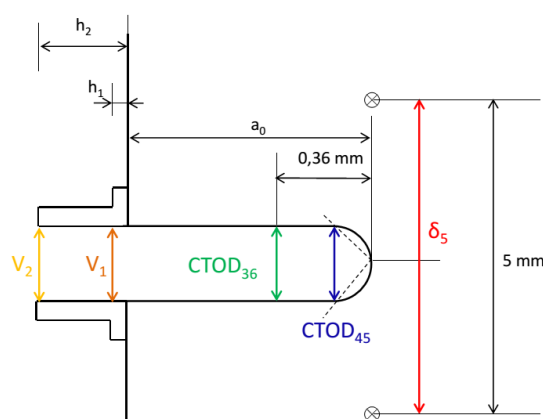 h₂
h₁
a₀
0,36 mm
δ₅
5 mm
V₂
V₁
CTOD₃₆
CTOD₄₅